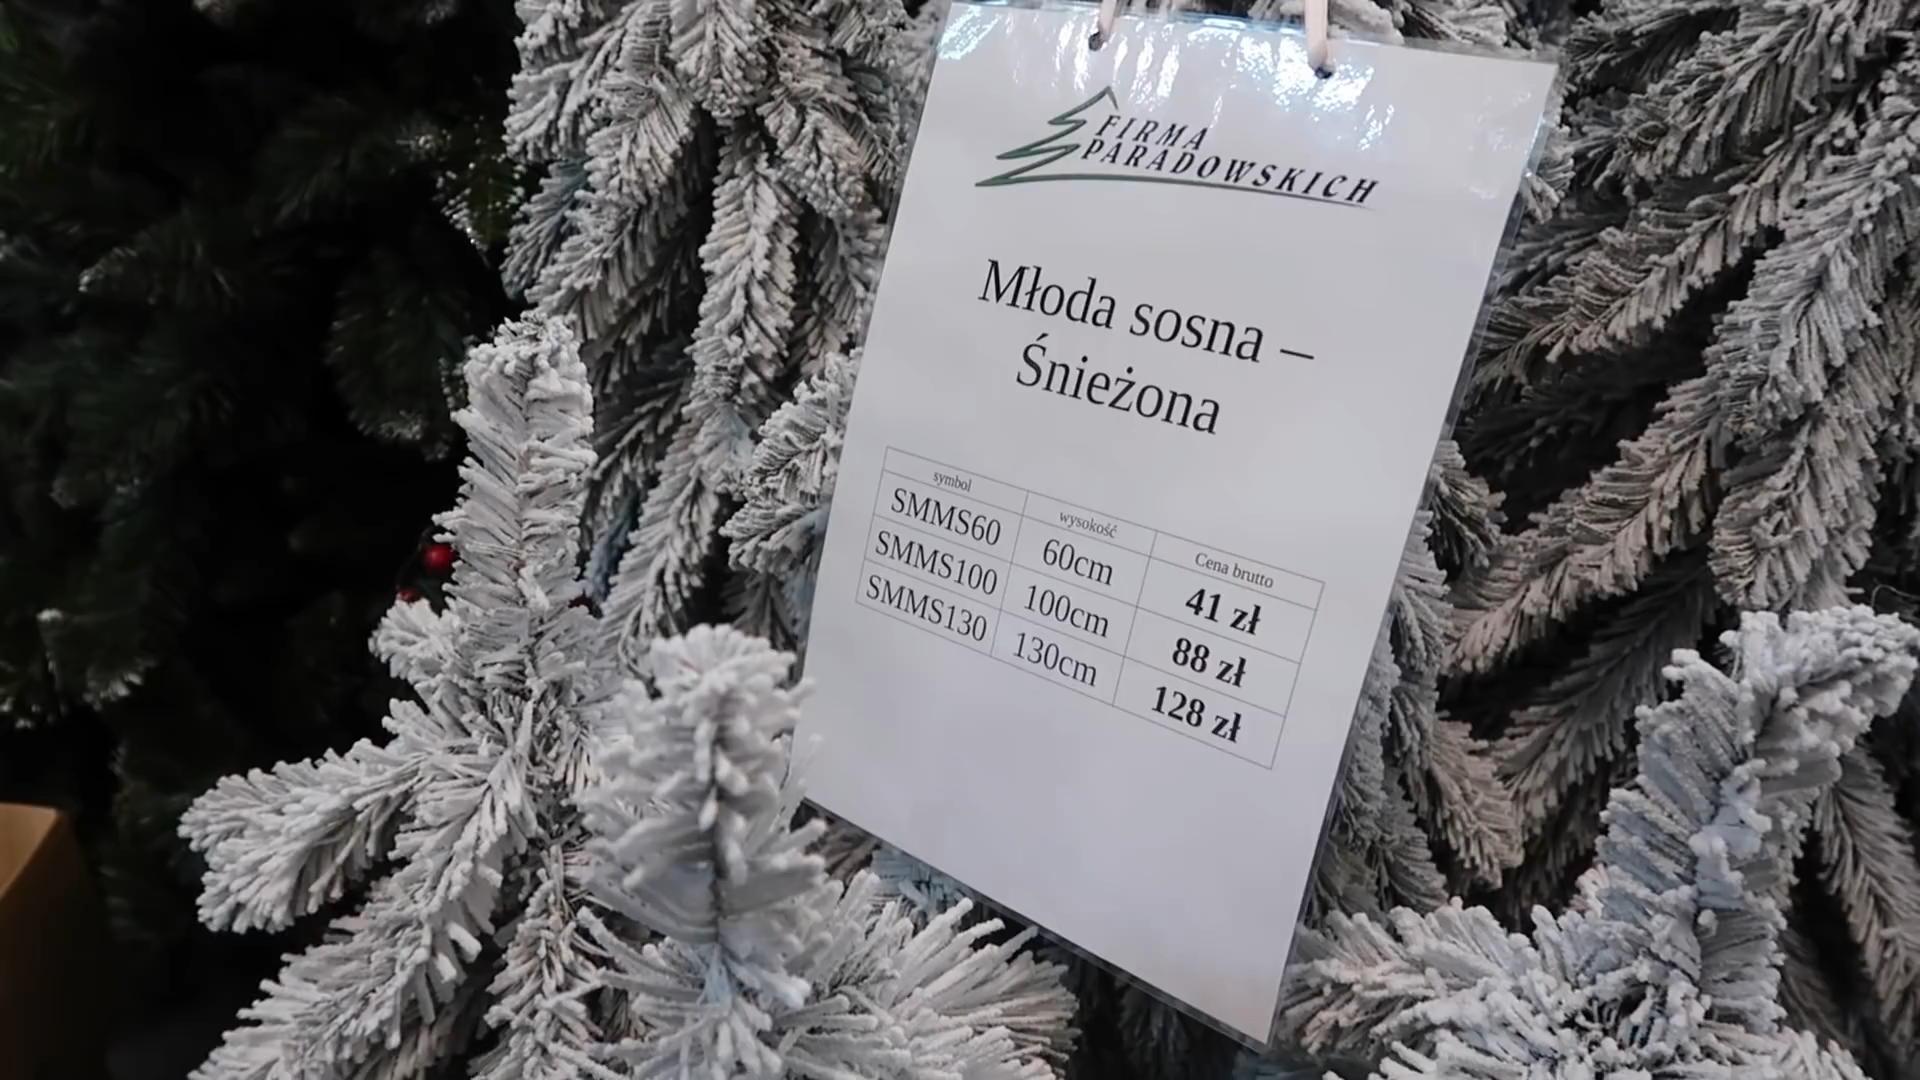 FIRMA
PARADOWSKICH
Młoda sosna –
Śnieżona
symbol wysokość Cena brutto
SMMS60 60cm 41 zł
SMMS100 100cm 88 zł
SMMS130 130cm 128 zł